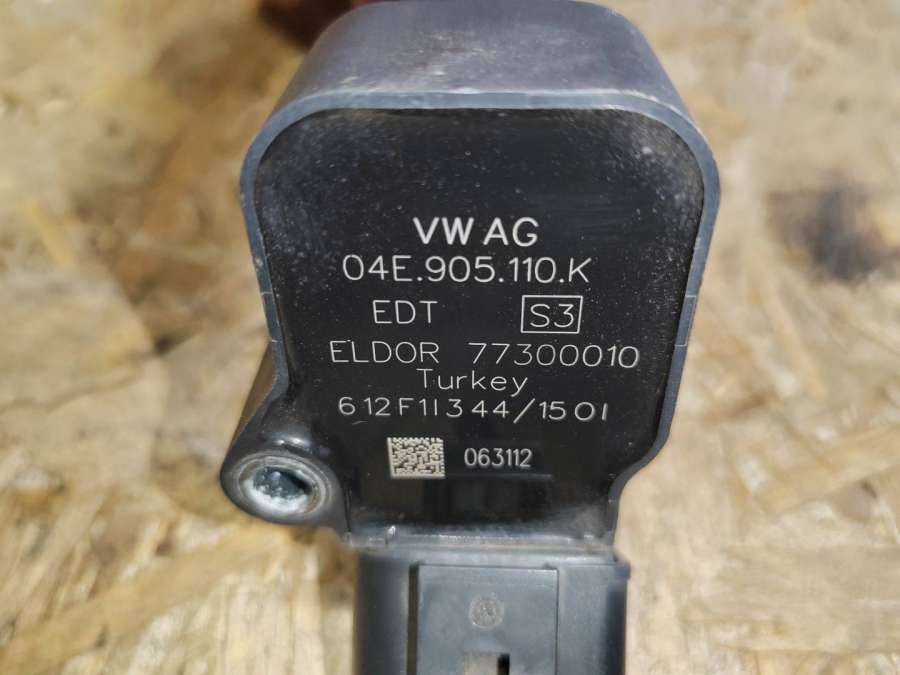 VW AG
04E.905.110.K
EDT S3
ELDOR 77300010
Turkey
612F11344/1501
063112